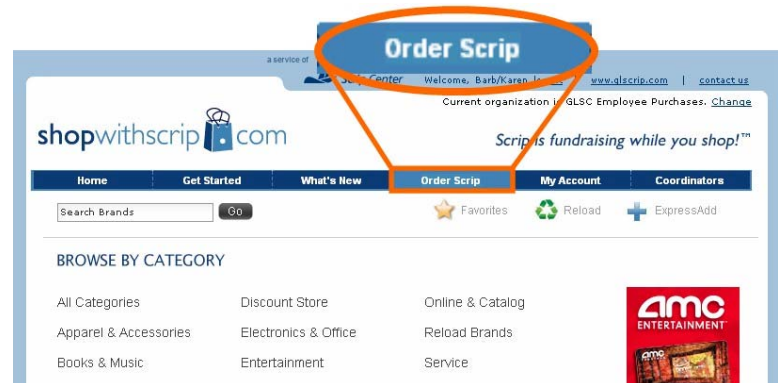 Order Scrip
a service of
Center Welcome, Barb/Karen www.glscrip.com | contact us
Current organization is GLSC Employee Purchases. Change
shopwithscrip.com
Scrip is fundraising while you shop!™
Home Get Started What's New Order Scrip My Account Coordinators
Search Brands Go Favorites Reload ExpressAdd
BROWSE BY CATEGORY
All Categories Discount Store Online & Catalog
Apparel & Accessories Electronics & Office Reload Brands
Books & Music Entertainment Service
amc
ENTERTAINMENT
amc